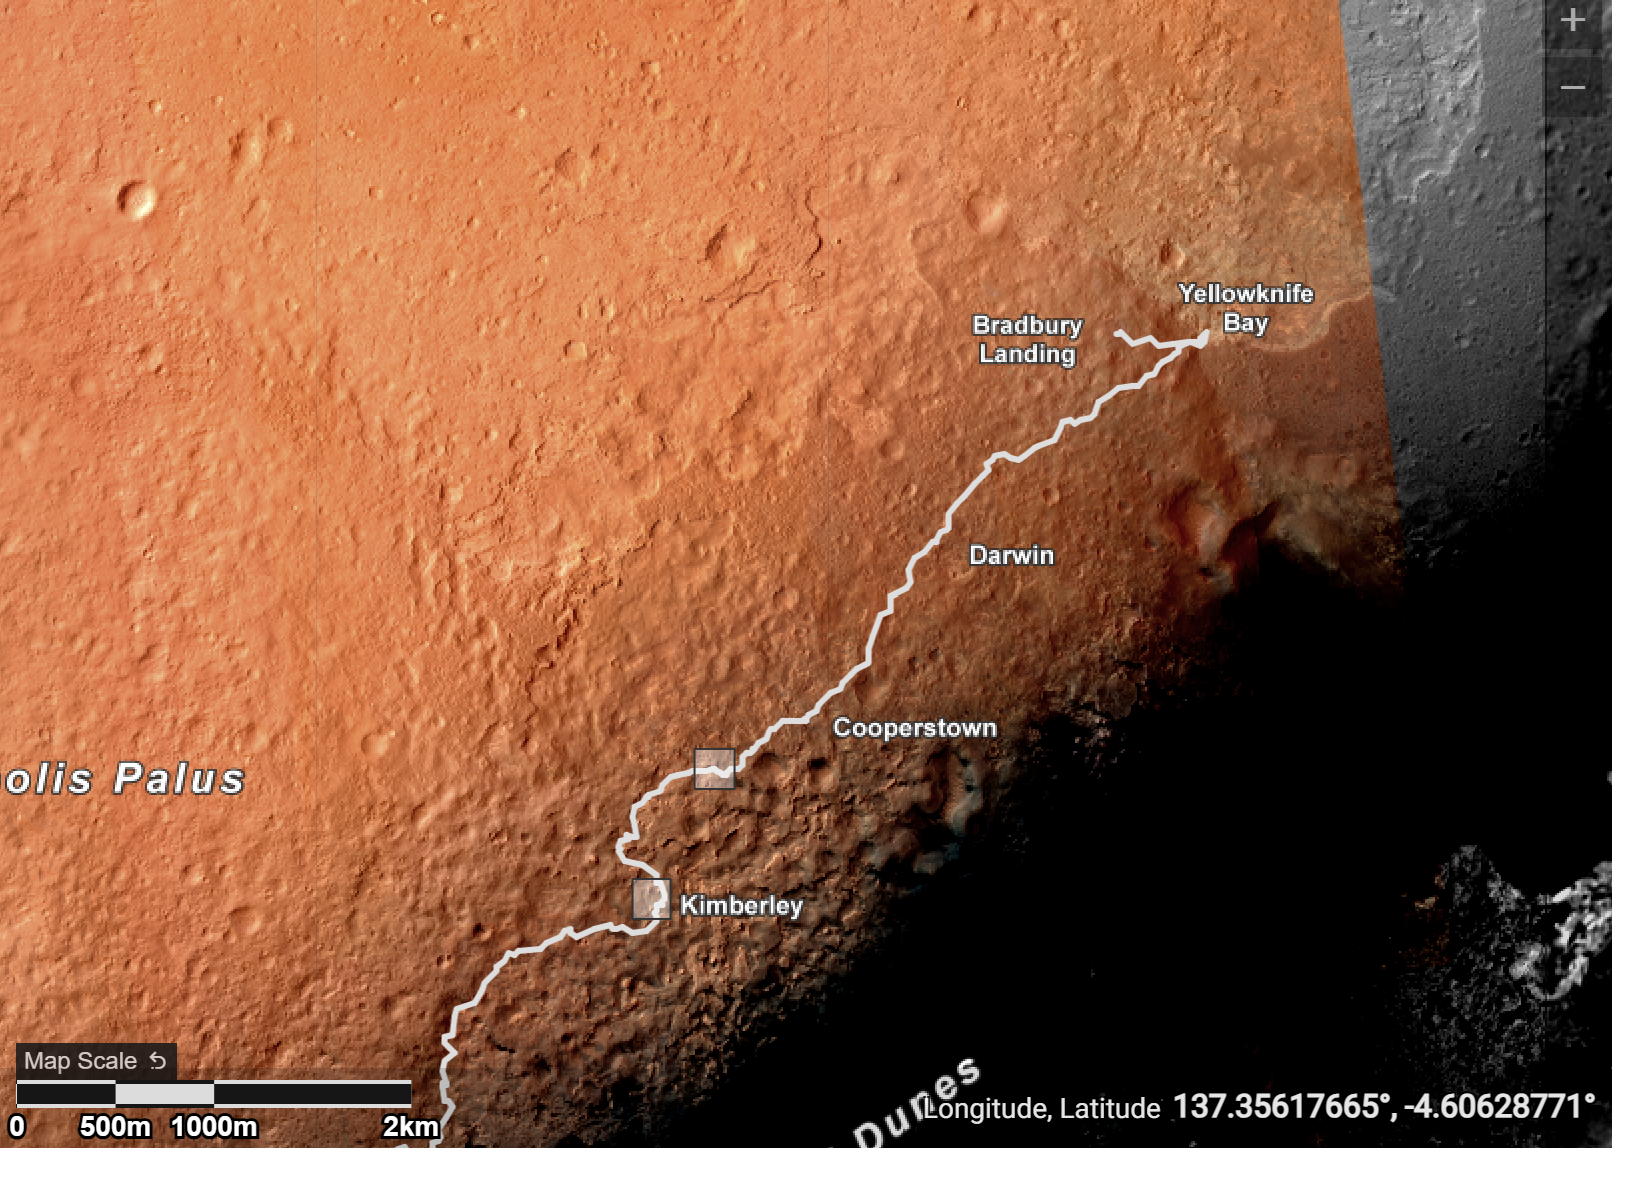 +
−
Yellowknife
Bay
Bradbury
Landing
Darwin
Cooperstown
olis Palus
Kimberley
Map Scale
0 500m 1000m 2km
Dunes
Longitude, Latitude 137.35617665°, -4.60628771°